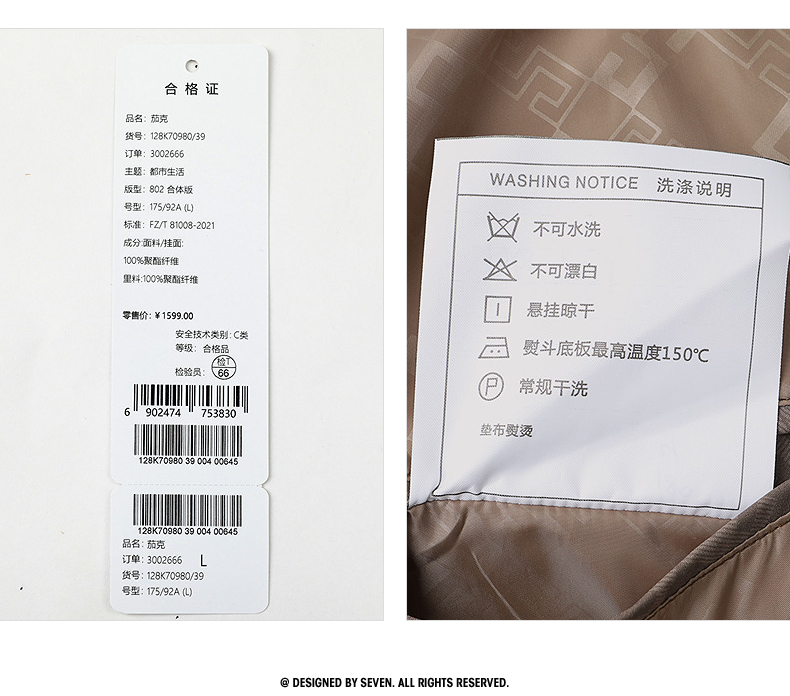 合格证
品名: 茄克
货号: 128K70980/39
订单: 3002666
主题: 都市生活
版型: 802 合体版
号型: 175/92A (L)
标准: FZ/T 81008-2021
成分:面料/挂面:
100%聚酯纤维
里料:100%聚酯纤维
零售价: ¥1599.00
安全技术类别: C类
等级: 合格品
检验员: 检1 66
6 902474 753830
128K70980 39 004 00645
128K70980 39 004 00645
品名: 茄克
订单: 3002666 L
货号: 128K70980/39
号型: 175/92A (L)
WASHING NOTICE 洗涤说明
不可水洗
不可漂白
悬挂晾干
熨斗底板最高温度150℃
P 常规干洗
垫布熨烫
@ DESIGNED BY SEVEN. ALL RIGHTS RESERVED.